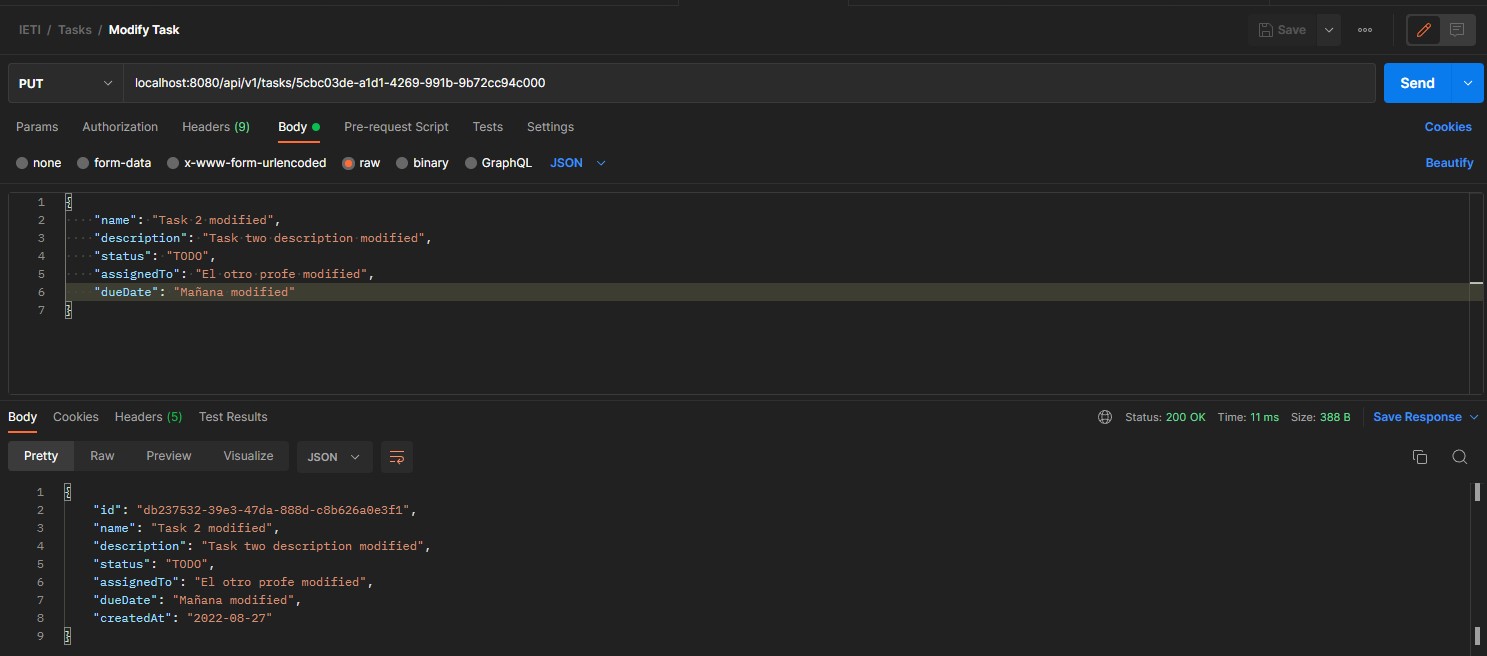 IETI / Tasks / Modify Task
Save
PUT localhost:8080/api/v1/tasks/5cbc03de-a1d1-4269-991b-9b72cc94c000 Send
Params Authorization Headers (9) Body Pre-request Script Tests Settings Cookies
none form-data x-www-form-urlencoded raw binary GraphQL JSON Beautify
1 {
2 "name": "Task 2 modified",
3 "description": "Task two description modified",
4 "status": "TODO",
5 "assignedTo": "El otro profe modified",
6 "dueDate": "Mañana modified"
7 }
Body Cookies Headers (5) Test Results Status: 200 OK Time: 11 ms Size: 388 B Save Response
Pretty Raw Preview Visualize JSON
1 {
2 "id": "db237532-39e3-47da-888d-c8b626a0e3f1",
3 "name": "Task 2 modified",
4 "description": "Task two description modified",
5 "status": "TODO",
6 "assignedTo": "El otro profe modified",
7 "dueDate": "Mañana modified",
8 "createdAt": "2022-08-27"
9 }